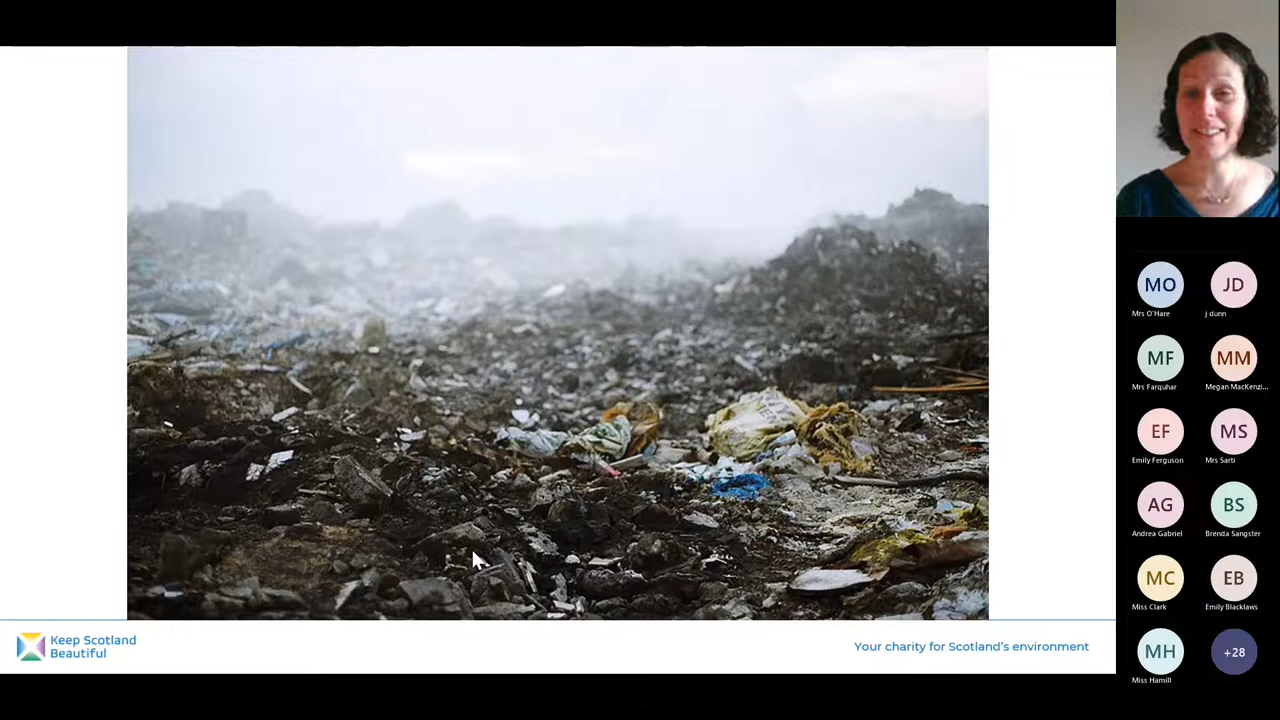 MO
JD
Mrs O'Hare
j dunn
MF
MM
Mrs Farquhar
Megan MacKenzi...
EF
MS
Emily Ferguson
Mrs Sarti
AG
BS
Andrea Gabriel
Brenda Sangster
MC
EB
Miss Clark
Emily Blacklaws
MH
+28
Miss Hamill
Keep Scotland
Beautiful
Your charity for Scotland's environment